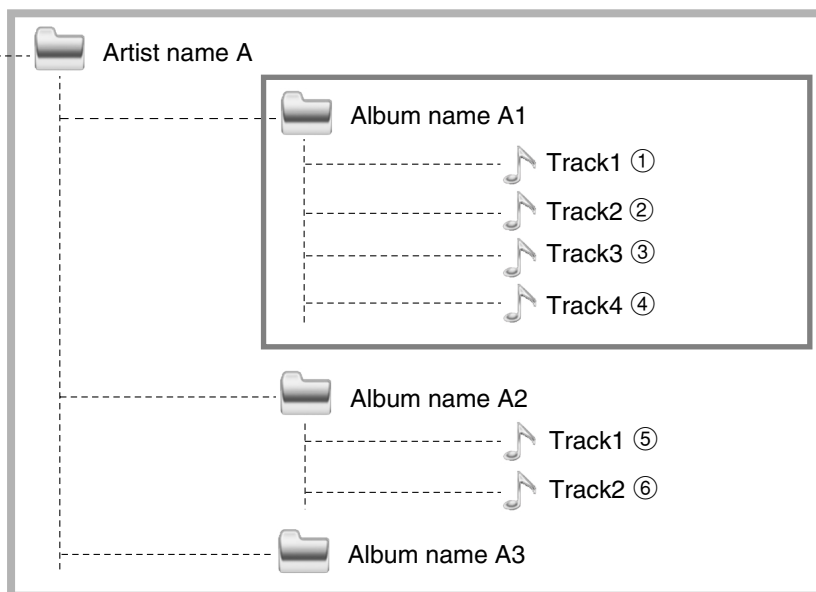 Artist name A
Album name A1
Track1 ①
Track2 ②
Track3 ③
Track4 ④
Album name A2
Track1 ⑤
Track2 ⑥
Album name A3